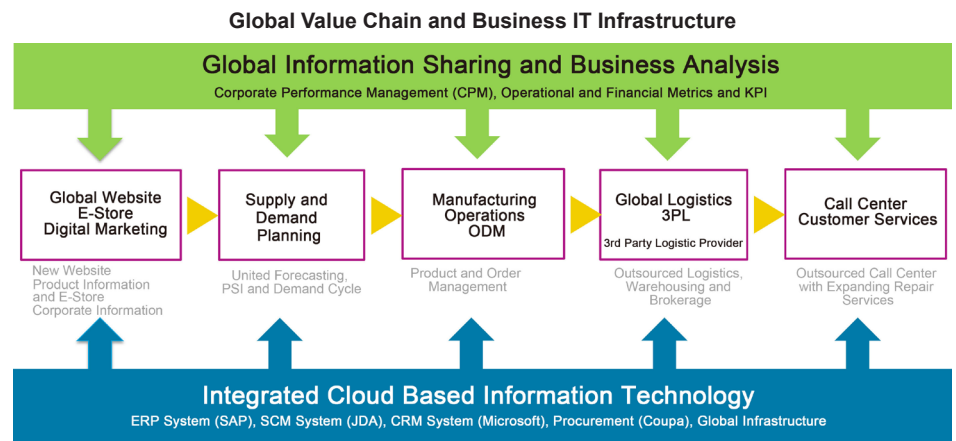 Global Value Chain and Business IT Infrastructure
Global Information Sharing and Business Analysis
Corporate Performance Management (CPM), Operational and Financial Metrics and KPI
Global Website
E-Store
Digital Marketing
Supply and
Demand
Planning
Manufacturing
Operations
ODM
Global Logistics
3PL
3rd Party Logistic Provider
Call Center
Customer Services
New Website
Product Information
and E-Store
Corporate Information
United Forecasting,
PSI and Demand Cycle
Product and Order
Management
Outsourced Logistics,
Warehousing and
Brokerage
Outsourced Call Center
with Expanding Repair
Services
Integrated Cloud Based Information Technology
ERP System (SAP), SCM System (JDA), CRM System (Microsoft), Procurement (Coupa), Global Infrastructure